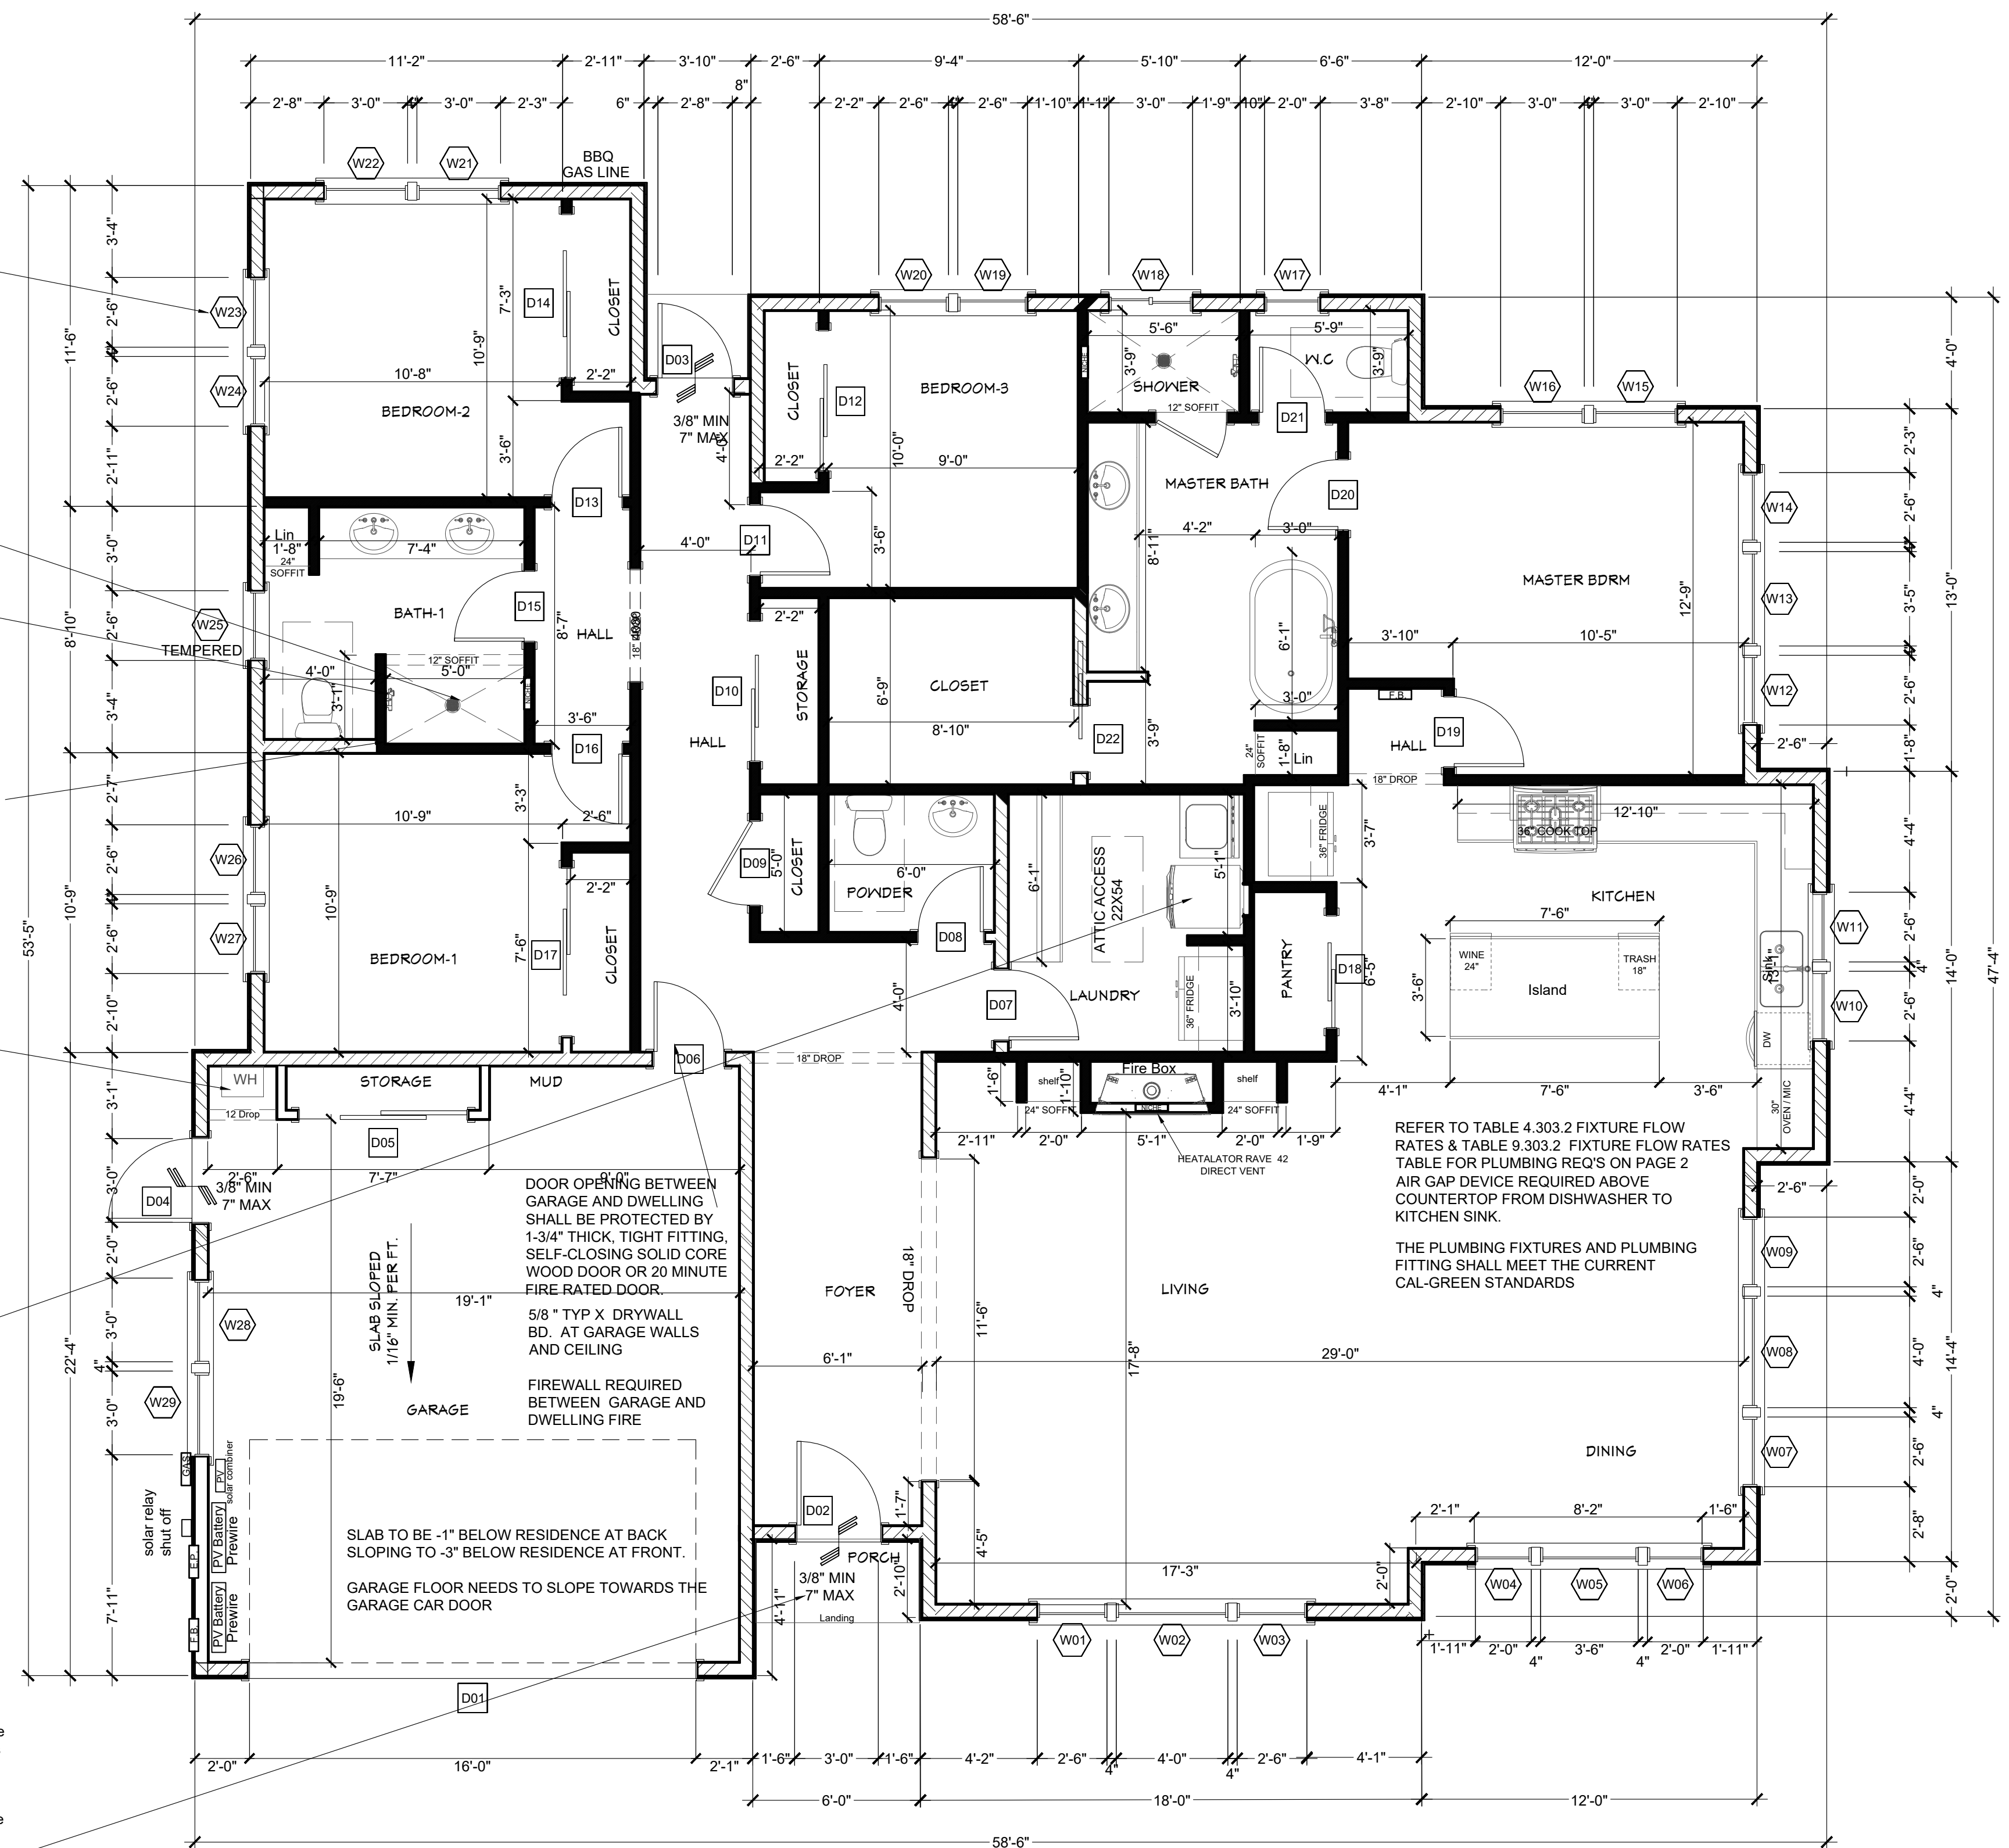 58'-6"
11'-2" 2'-11" 3'-10" 2'-6" 9'-4" 5'-10" 6'-6" 12'-0"
8"
2'-8" 3'-0" 3'-0" 2'-3" 6" 2'-8" 2'-2" 2'-6" 2'-6" 1'-10" 1'-1" 3'-0" 1'-9" 10" 2'-0" 3'-8" 2'-10" 3'-0" 3'-0" 2'-10"
W22 W21
BBQ
GAS LINE
W20 W19 W18 W17
W16 W15
W23
W24
W25
TEMPERED
W26
W27
53'-5"
11'-6"
8'-10"
10'-9"
22'-4"
3'-4"
2'-6"
2'-6"
2'-11"
3'-0"
2'-6"
3'-4"
2'-7"
2'-6"
2'-6"
2'-10"
3'-1"
3'-0"
2'-0"
3'-0"
4"
3'-0"
7'-11"
BEDROOM-2
10'-8"
10'-9"
7'-3"
3'-6"
2'-2"
D14
CLOSET
D13
D03
3/8" MIN
7" MAX
4'-0"
CLOSET
D12
2'-2"
BEDROOM-3
10'-0"
9'-0"
3'-6"
D11
4'-0"
NICHE
5'-6"
3'-9"
SHOWER
12" SOFFIT
5'-9"
W.C
3'-9"
D21
MASTER BATH
D20
4'-2"
3'-0"
8'-11"
6'-1"
3'-0"
3'-9"
24"
SOFFIT
1'-8"
Lin
MASTER BDRM
12'-9"
3'-10"
10'-5"
F.B.
HALL
D19
18" DROP
W14
W13
W12
2'-6"
Lin
1'-8"
24"
SOFFIT
7'-4"
BATH-1
D15
8'-7"
HALL
12" SOFFIT
4'-0"
5'-0"
3'-1"
NICHE
3'-6"
D16
D10
2'-2"
STORAGE
HALL
CLOSET
6'-9"
8'-10"
D22
BEDROOM-1
10'-9"
10'-9"
3'-3"
2'-6"
2'-2"
7'-6"
D17
CLOSET
D09
5'-0"
CLOSET
POWDER
6'-0"
D08
4'-0"
D07
6'-1"
ATTIC ACCESS
22X54
5'-1"
LAUNDRY
36" FRIDGE
3'-10"
36" FRIDGE
3'-7"
PANTRY
D18
6'-5"
12'-10"
36" COOK TOP
KITCHEN
7'-6"
WINE
24"
TRASH
18"
3'-6"
Island
Sink
13'-1"
DW
W11
W10
4'-1" 7'-6" 3'-6"
30"
OVEN / MIC
4'-0"
13'-0"
14'-0"
14'-4"
2'-0"
47'-4"
2'-3"
2'-6"
3'-5"
2'-6"
1'-8"
4'-4"
2'-6"
4"
2'-6"
4'-4"
2'-0"
2'-6"
4"
4'-0"
4"
2'-6"
2'-8"
WH
12 Drop
STORAGE
MUD
D06
18" DROP
D05
2'-6" 7'-7" 9'-0"
D04
3/8" MIN
7" MAX
DOOR OPENING BETWEEN
GARAGE AND DWELLING
SHALL BE PROTECTED BY
1-3/4" THICK, TIGHT FITTING,
SELF-CLOSING SOLID CORE
WOOD DOOR OR 20 MINUTE
FIRE RATED DOOR.
5/8 " TYP X DRYWALL
BD. AT GARAGE WALLS
AND CEILING
FIREWALL REQUIRED
BETWEEN GARAGE AND
DWELLING FIRE
SLAB SLOPED
1/16" MIN. PER FT.
19'-1"
19'-6"
GARAGE
W28
W29
GAS
PV
solar combiner
solar relay
shut off
PV Battery
Prewire
PV Battery
Prewire
E.P.
F.B.
SLAB TO BE -1" BELOW RESIDENCE AT BACK
SLOPING TO -3" BELOW RESIDENCE AT FRONT.
GARAGE FLOOR NEEDS TO SLOPE TOWARDS THE
GARAGE CAR DOOR
D01
shelf
Fire Box
shelf
1'-6"
1'-10"
24" SOFFIT
NICHE
24" SOFFIT
2'-11" 2'-0" 5'-1" 2'-0" 1'-9"
HEATALATOR RAVE 42
DIRECT VENT
REFER TO TABLE 4.303.2 FIXTURE FLOW
RATES & TABLE 9.303.2 FIXTURE FLOW RATES
TABLE FOR PLUMBING REQ'S ON PAGE 2
AIR GAP DEVICE REQUIRED ABOVE
COUNTERTOP FROM DISHWASHER TO
KITCHEN SINK.
THE PLUMBING FIXTURES AND PLUMBING
FITTING SHALL MEET THE CURRENT
CAL-GREEN STANDARDS
2'-6"
W09
W08
W07
FOYER
18" DROP
LIVING
11'-6"
6'-1"
17'-8"
29'-0"
DINING
D02
1'-7"
4'-5"
PORCH
3/8" MIN
7" MAX
2'-10"
4'-11"
Landing
17'-3"
2'-0"
2'-1" 8'-2" 1'-6"
W04 W05 W06
W01 W02 W03
1'-11" 2'-0" 3'-6" 2'-0" 1'-11"
4" 4"
2'-0" 16'-0" 2'-1" 1'-6" 3'-0" 1'-6" 4'-2" 2'-6" 4'-0" 2'-6" 4'-1"
4" 4"
6'-0" 18'-0" 12'-0"
58'-6"